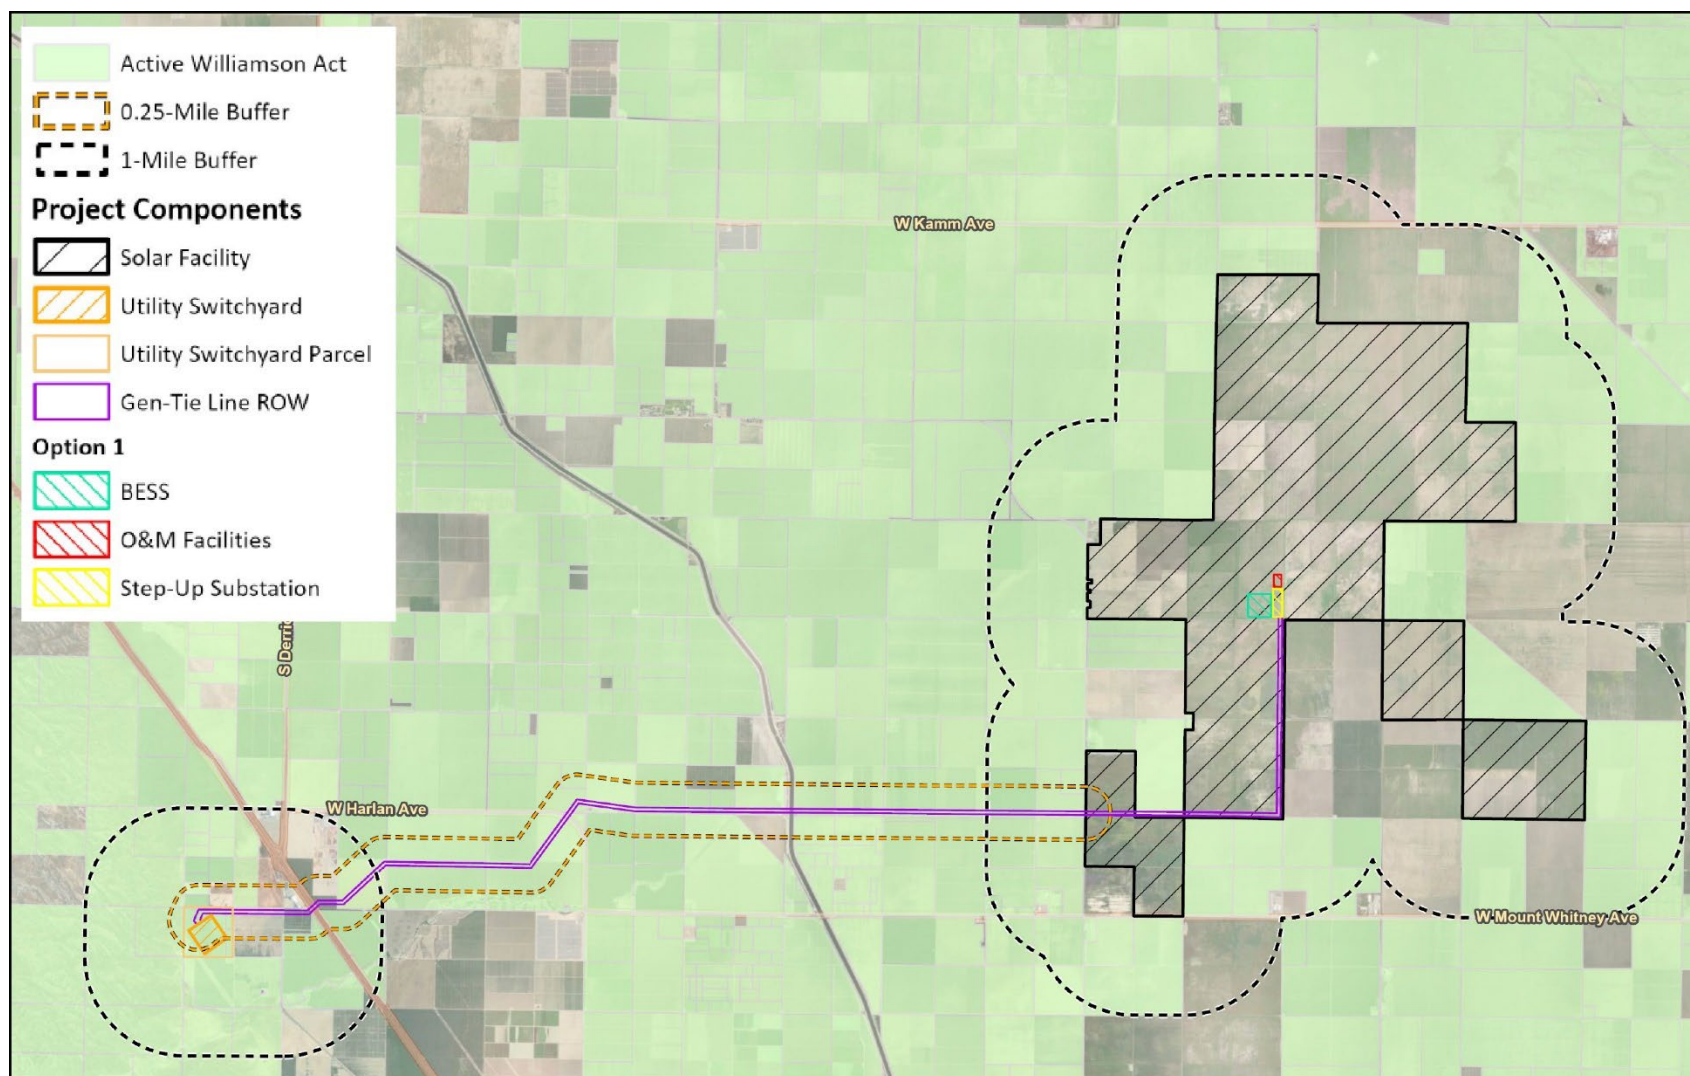 Active Williamson Act
0.25-Mile Buffer
1-Mile Buffer
Project Components
Solar Facility
Utility Switchyard
Utility Switchyard Parcel
Gen-Tie Line ROW
Option 1
BESS
O&M Facilities
Step-Up Substation
W Kamm Ave
S Derric
W Harlan Ave
W Mount Whitney Ave